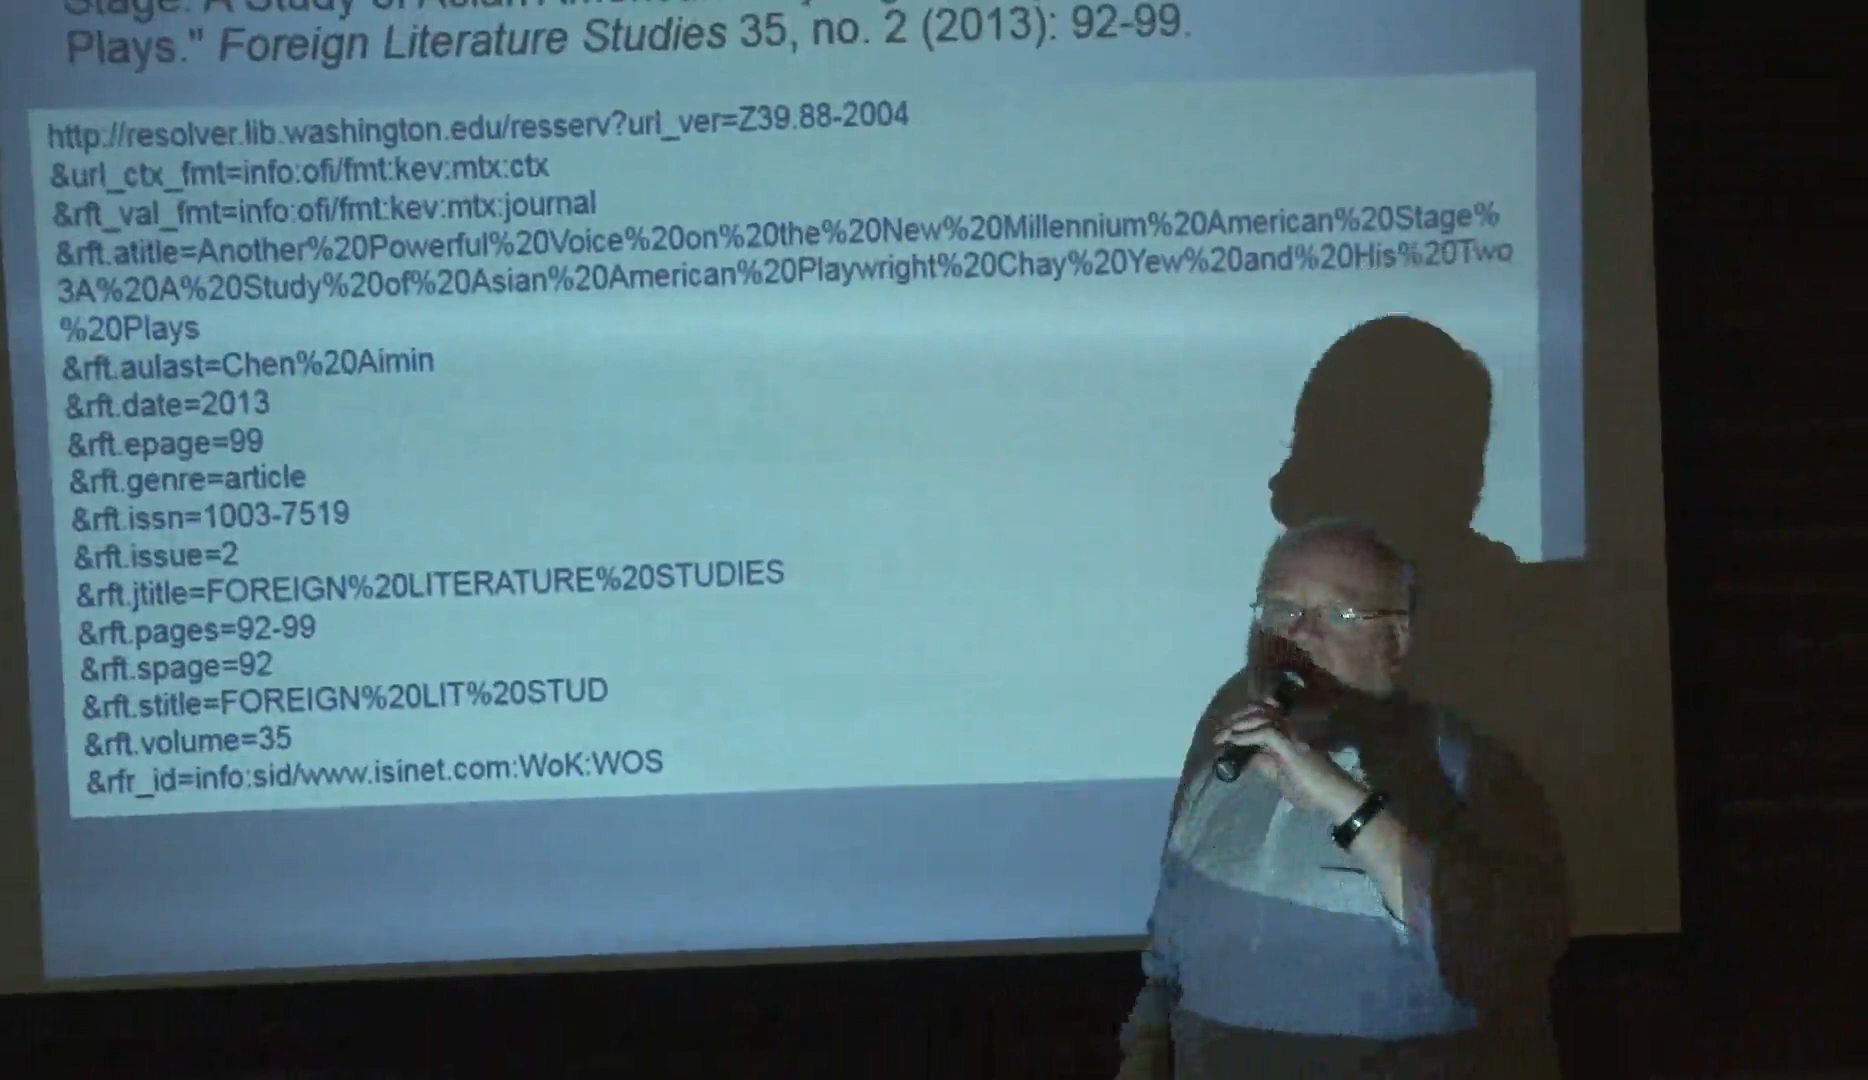 Stage: A Study of Asian American
Plays." Foreign Literature Studies 35, no. 2 (2013): 92-99.
http://resolver.lib.washington.edu/resserv?url_ver=Z39.88-2004
&url_ctx_fmt=info:ofi/fmt:kev:mtx:ctx
&rft_val_fmt=info:ofi/fmt:kev:mtx:journal
&rft.atitle=Another%20Powerful%20Voice%20on%20the%20New%20Millennium%20American%20Stage%
3A%20A%20Study%20of%20Asian%20American%20Playwright%20Chay%20Yew%20and%20His%20Two
%20Plays
&rft.aulast=Chen%20Aimin
&rft.date=2013
&rft.epage=99
&rft.genre=article
&rft.issn=1003-7519
&rft.issue=2
&rft.jtitle=FOREIGN%20LITERATURE%20STUDIES
&rft.pages=92-99
&rft.spage=92
&rft.stitle=FOREIGN%20LIT%20STUD
&rft.volume=35
&rfr_id=info:sid/www.isinet.com:WoK:WOS